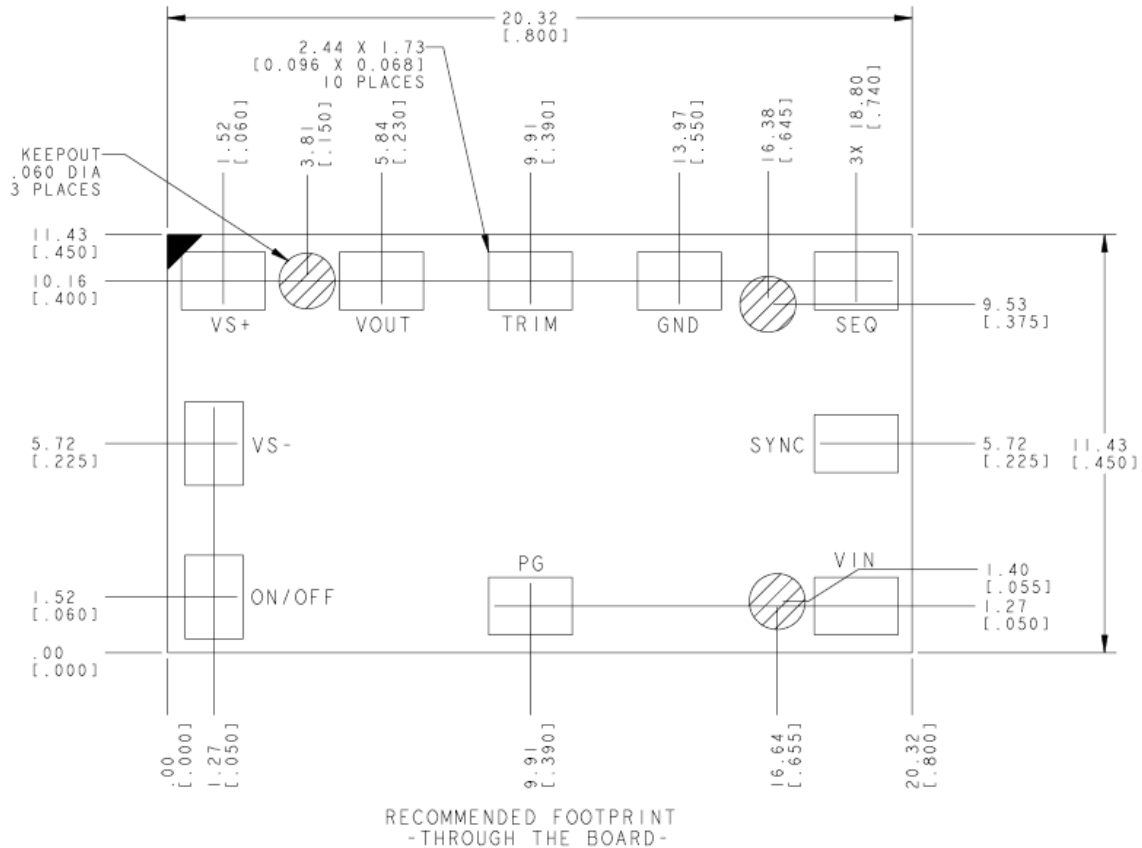 20.32
[.800]
2.44 X 1.73
[0.096 X 0.068]
10 PLACES
KEEPOUT
.060 DIA
3 PLACES
1.52
[.060]
3.81
[.150]
5.84
[.230]
9.91
[.390]
13.97
[.550]
16.38
[.645]
3X 18.80
[.740]
11.43
[.450]
10.16
[.400]
VS+
VOUT
TRIM
GND
SEQ
9.53
[.375]
5.72
[.225]
VS-
SYNC
5.72
[.225]
11.43
[.450]
1.52
[.060]
ON/OFF
PG
VIN
1.40
[.055]
1.27
[.050]
.00
[.000]
.00
[.000]
1.27
[.050]
9.91
[.390]
16.64
[.655]
20.32
[.800]
RECOMMENDED FOOTPRINT
-THROUGH THE BOARD-